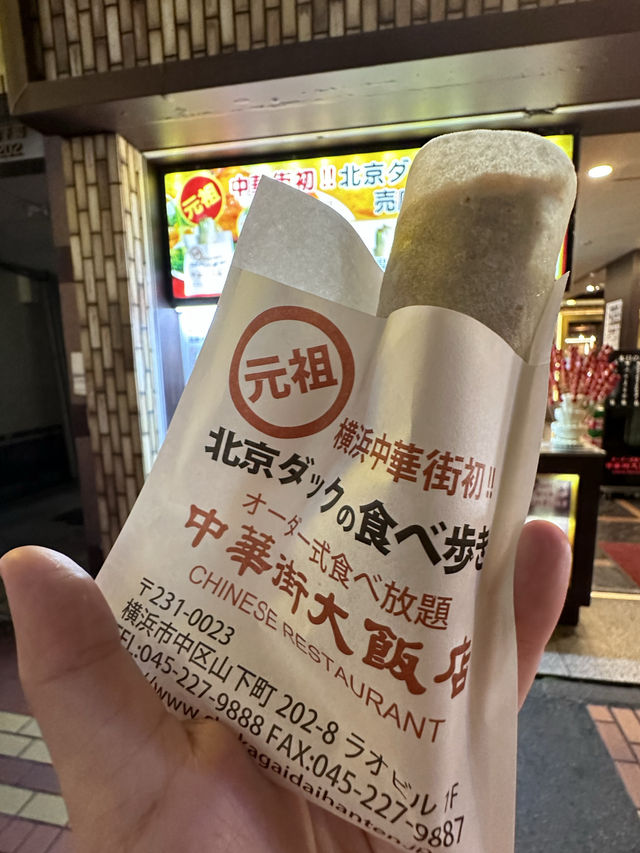 元祖
中華街初!!北京ダ
売
元祖
横浜中華街初!!
北京ダックの食べ歩き
オーダー式食べ放題
中華街大飯店
CHINESE RESTAURANT
〒231-0023
横浜市中区山下町 202-8 ラオビル 1F
TEL:045-227-9888 FAX:045-227-9887
202